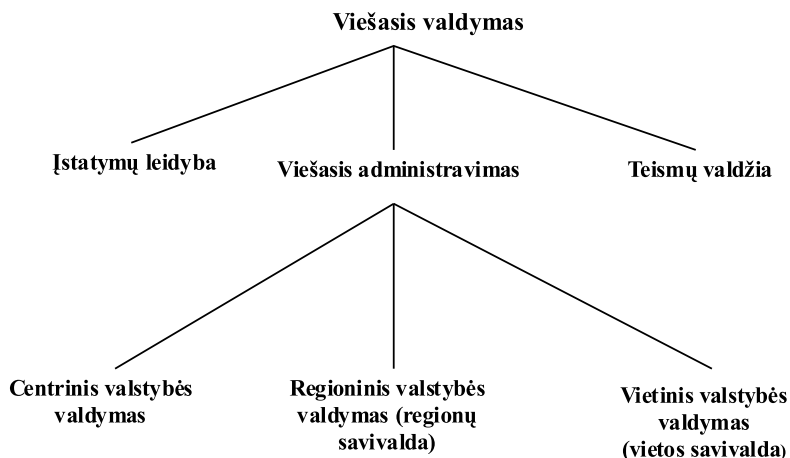 Viešasis valdymas
Įstatymų leidyba
Viešasis administravimas
Teismų valdžia
Centrinis valstybės
valdymas
Regioninis valstybės
valdymas (regionų
savivalda)
Vietinis valstybės
valdymas
(vietos savivalda)